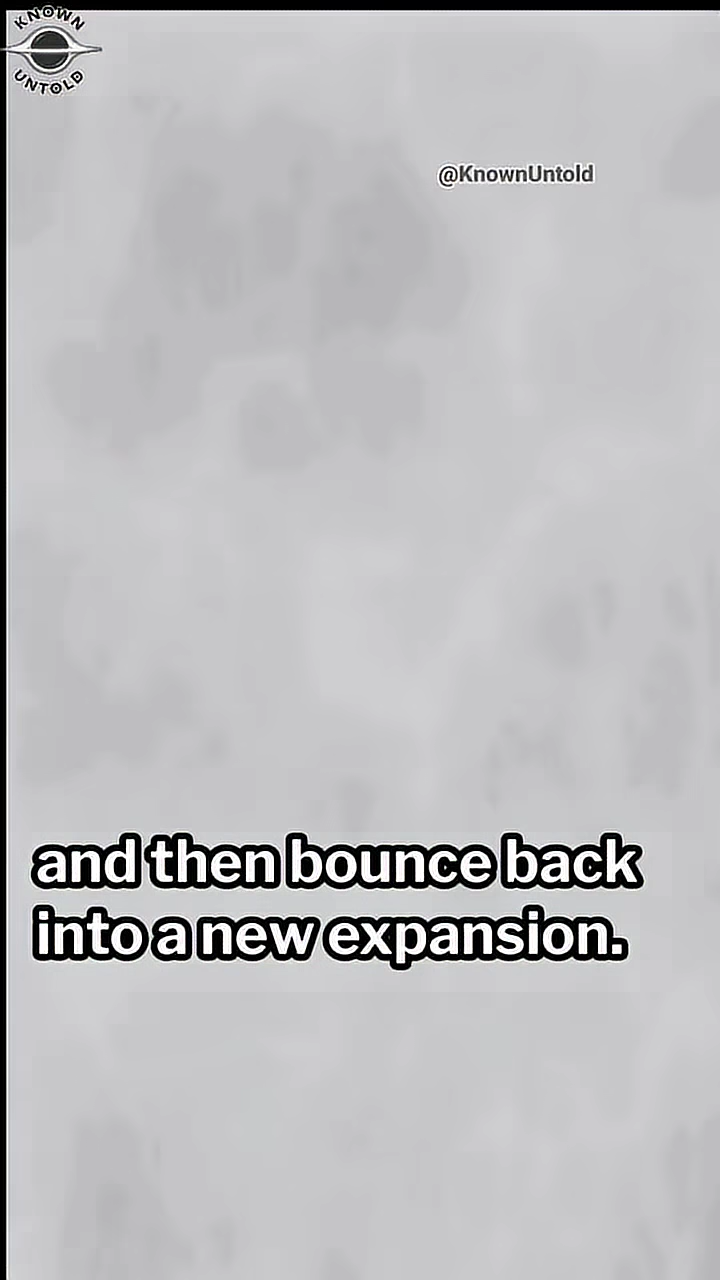 KNOWN
UNTOLD
@KnownUntold
and then bounce back
into a new expansion.